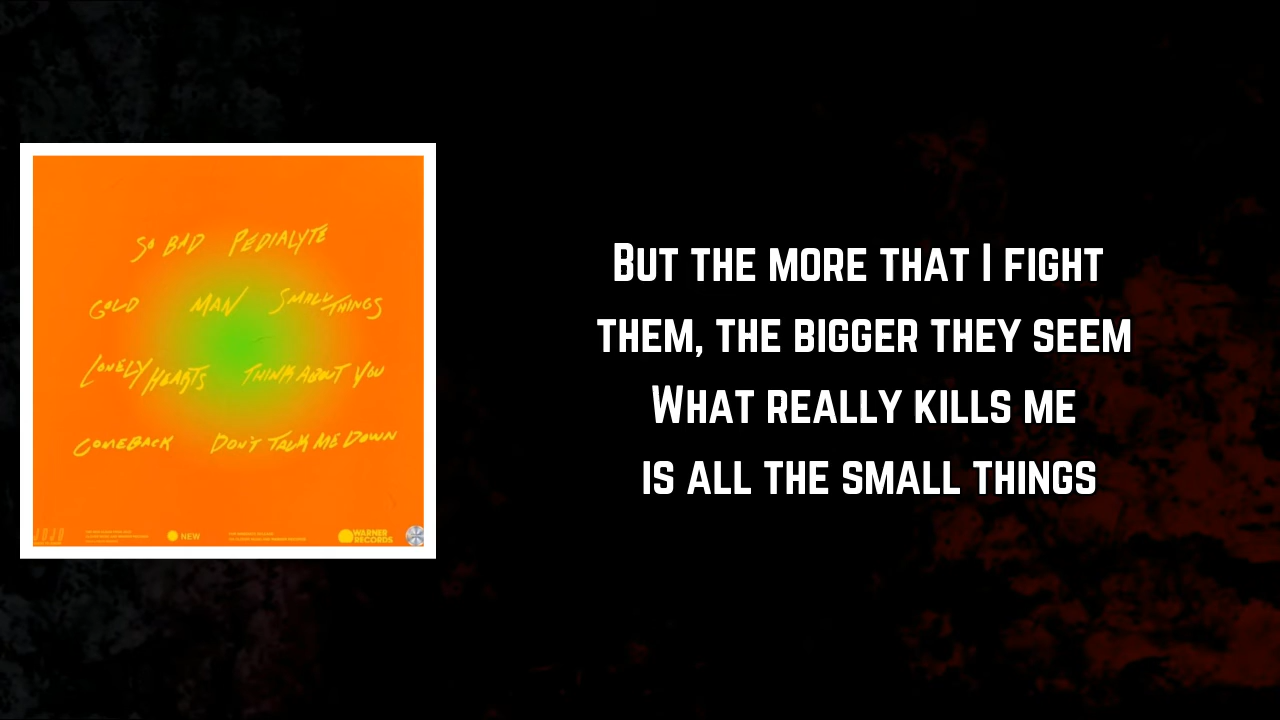 So Bad Pedialyte
Gold Man Small Things
Lonely Hearts Think About You
Comeback Don't Talk Me Down
JOJO
NEW
WARNER
RECORDS
But the more that I fight
them, the bigger they seem
What really kills me
is all the small things